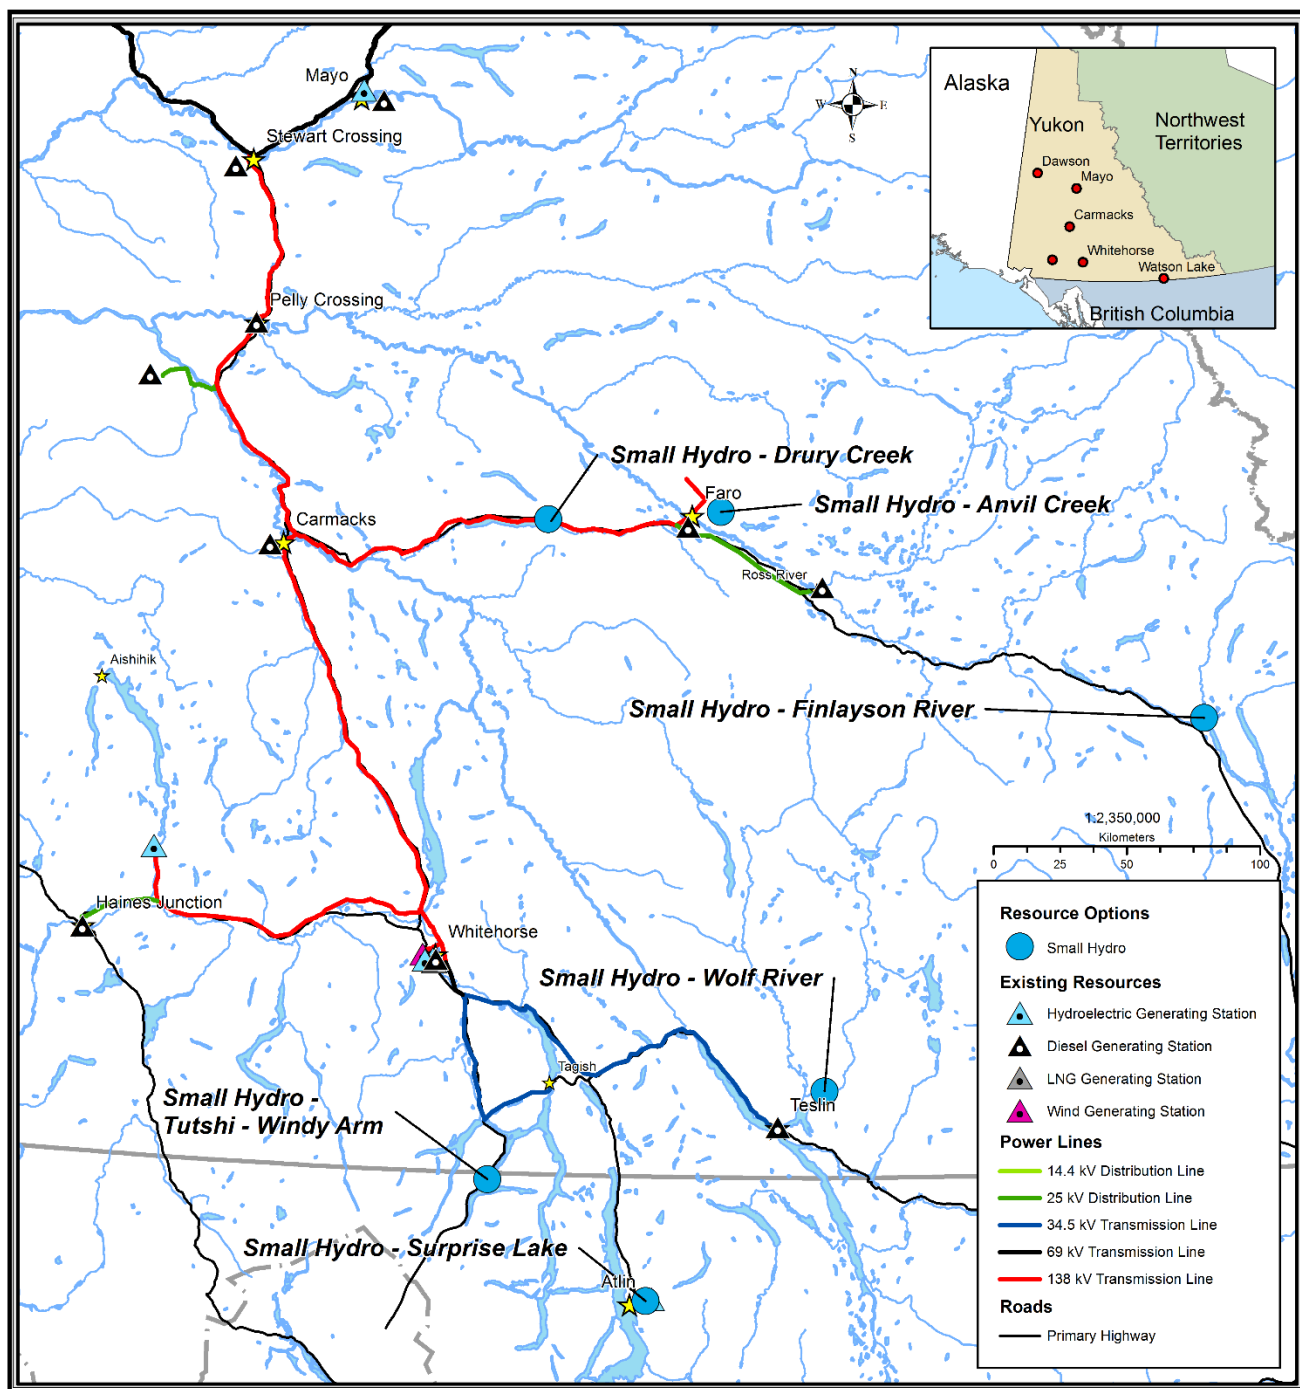 Mayo
Stewart Crossing
N
W
E
S
Alaska
Yukon
Northwest
Territories
Dawson
Mayo
Carmacks
Whitehorse
Watson Lake
British Columbia
Pelly Crossing
Small Hydro - Drury Creek
Faro
Small Hydro - Anvil Creek
Carmacks
Ross River
Aishihik
Small Hydro - Finlayson River
1:2,350,000
Kilometers
0 25 50 100
Haines Junction
Whitehorse
Small Hydro - Wolf River
Tagish
Teslin
Small Hydro -
Tutshi - Windy Arm
Small Hydro - Surprise Lake
Atlin
Resource Options
Small Hydro
Existing Resources
Hydroelectric Generating Station
Diesel Generating Station
LNG Generating Station
Wind Generating Station
Power Lines
14.4 kV Distribution Line
25 kV Distribution Line
34.5 kV Transmission Line
69 kV Transmission Line
138 kV Transmission Line
Roads
Primary Highway